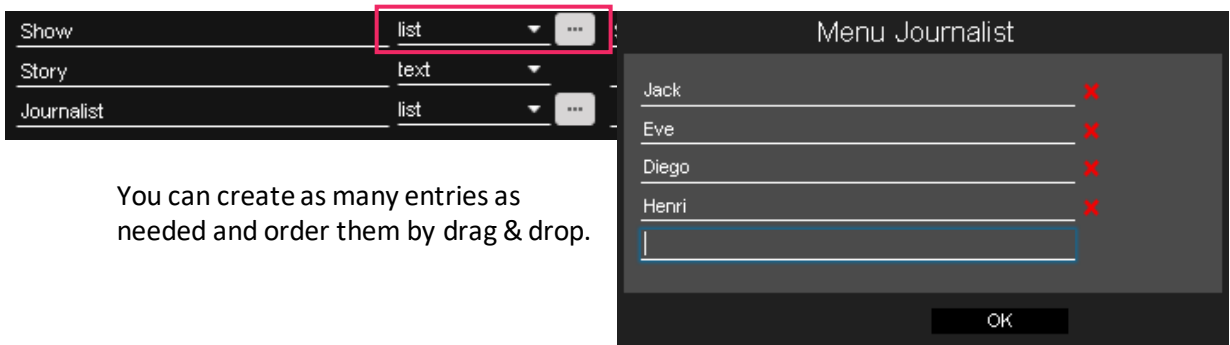 Show list ...
Story text
Journalist list ...
You can create as many entries as
needed and order them by drag & drop.
Menu Journalist
Jack
Eve
Diego
Henri
OK